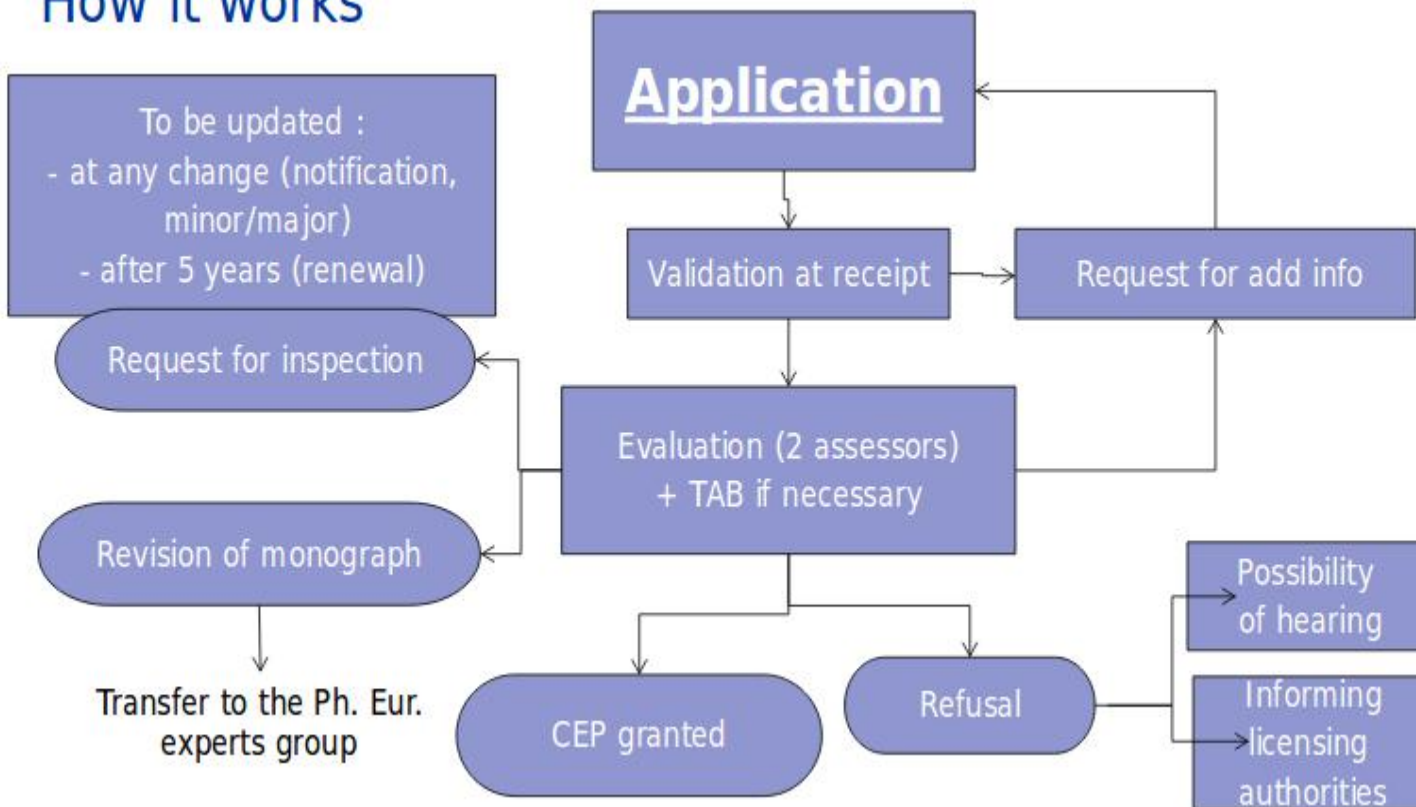 How it works
Application
To be updated :
- at any change (notification,
minor/major)
- after 5 years (renewal)
Validation at receipt
Request for add info
Request for inspection
Evaluation (2 assessors)
+ TAB if necessary
Revision of monograph
Transfer to the Ph. Eur.
experts group
CEP granted
Refusal
Possibility
of hearing
Informing
licensing
authorities